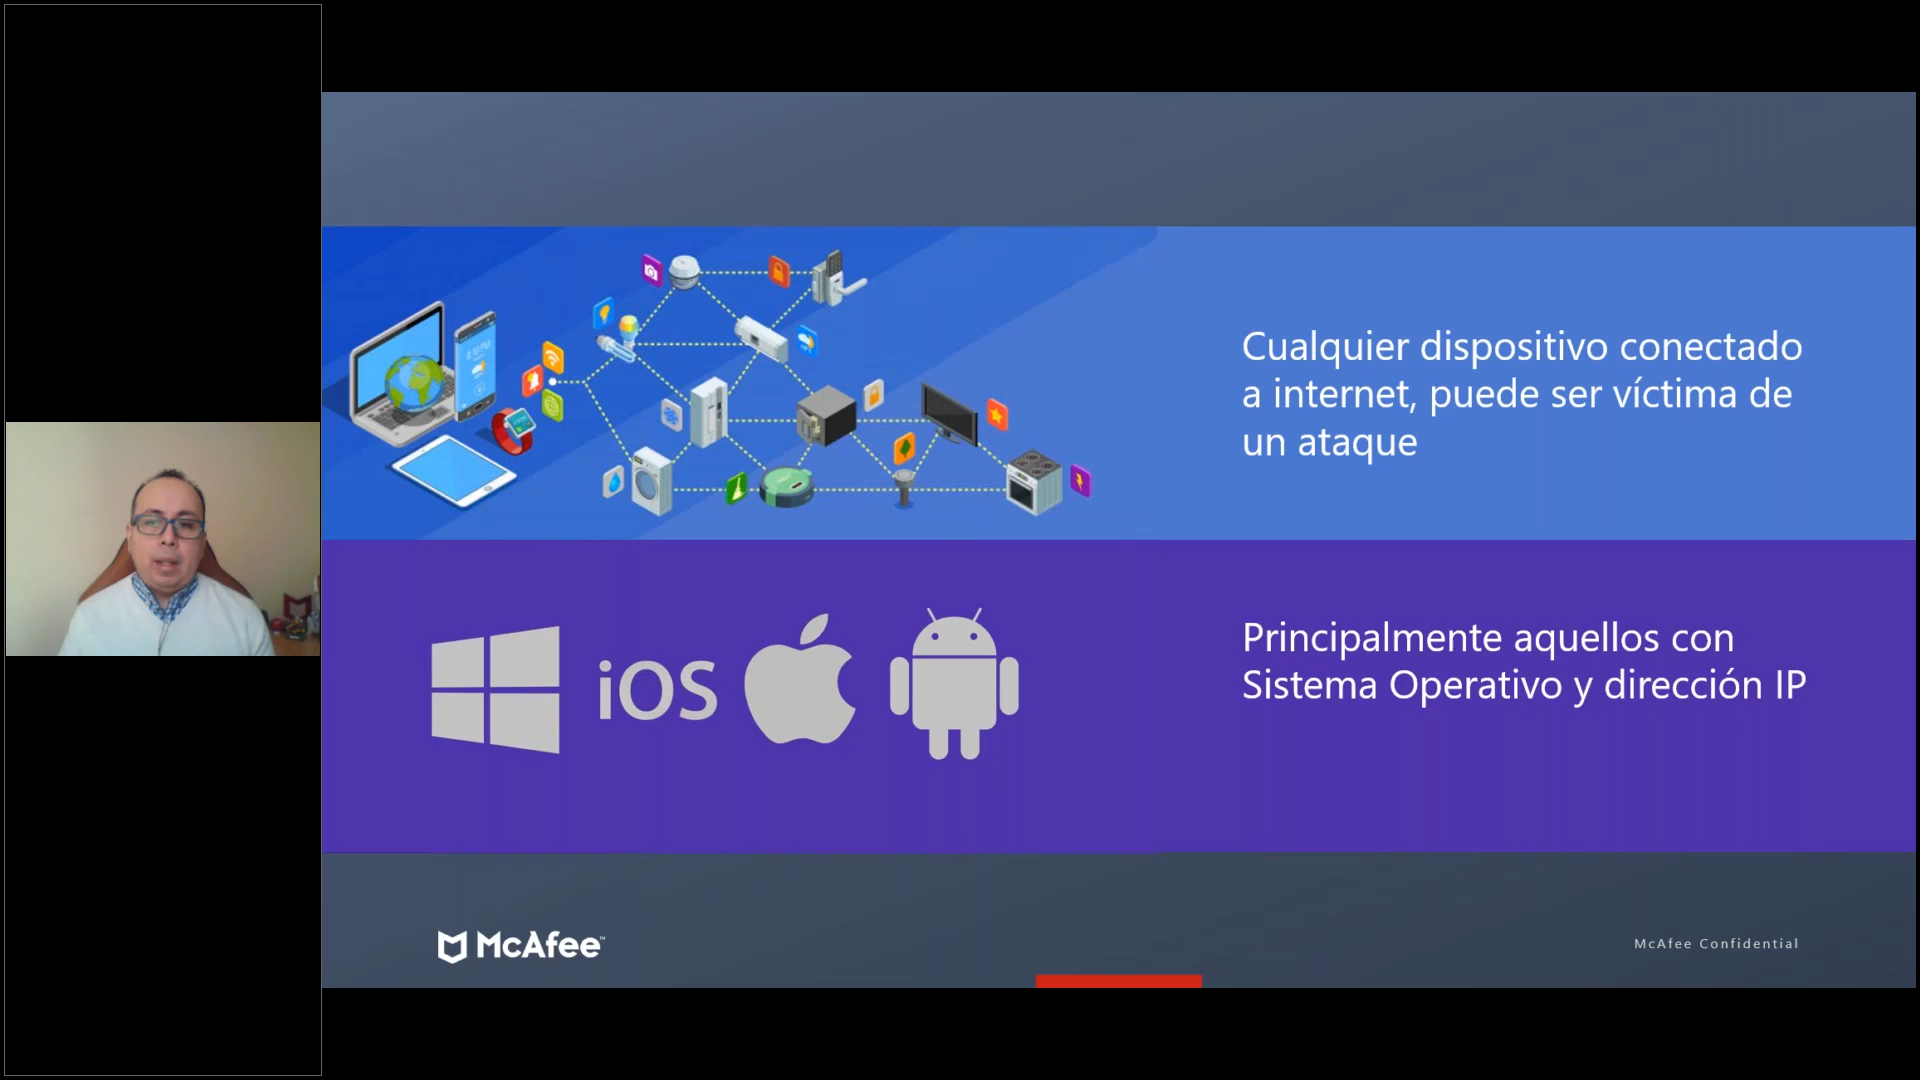 Cualquier dispositivo conectado
a internet, puede ser víctima de
un ataque
iOS
Principalmente aquellos con
Sistema Operativo y dirección IP
McAfee™
McAfee Confidential